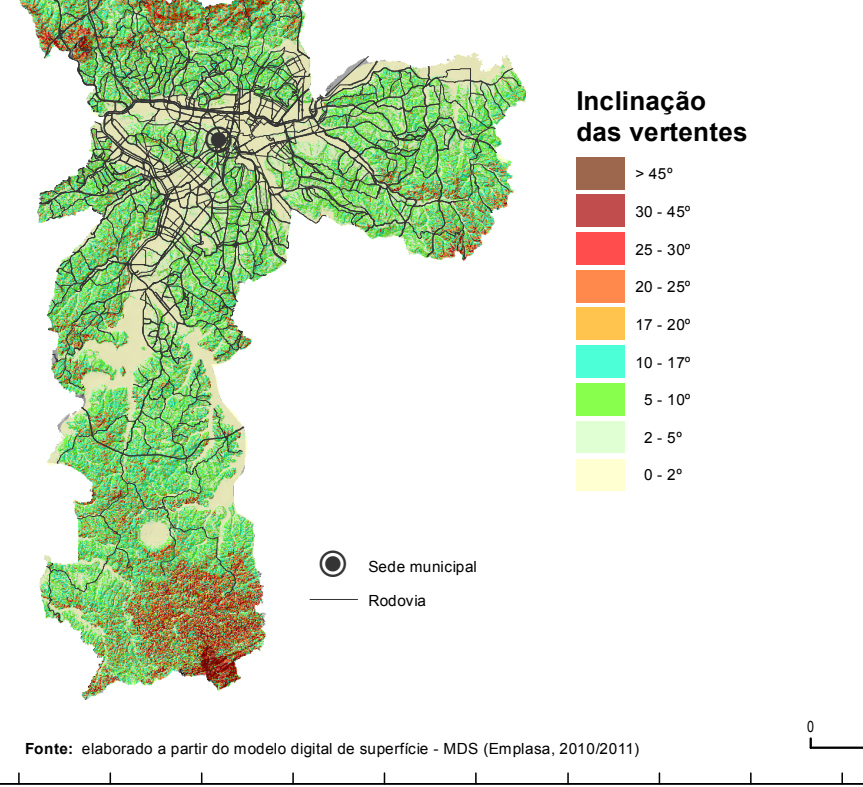 Inclinação
das vertentes
> 45º
30 - 45º
25 - 30º
20 - 25º
17 - 20º
10 - 17º
5 - 10º
2 - 5º
0 - 2º
Sede municipal
Rodovia
0
Fonte: elaborado a partir do modelo digital de superfície - MDS (Emplasa, 2010/2011)